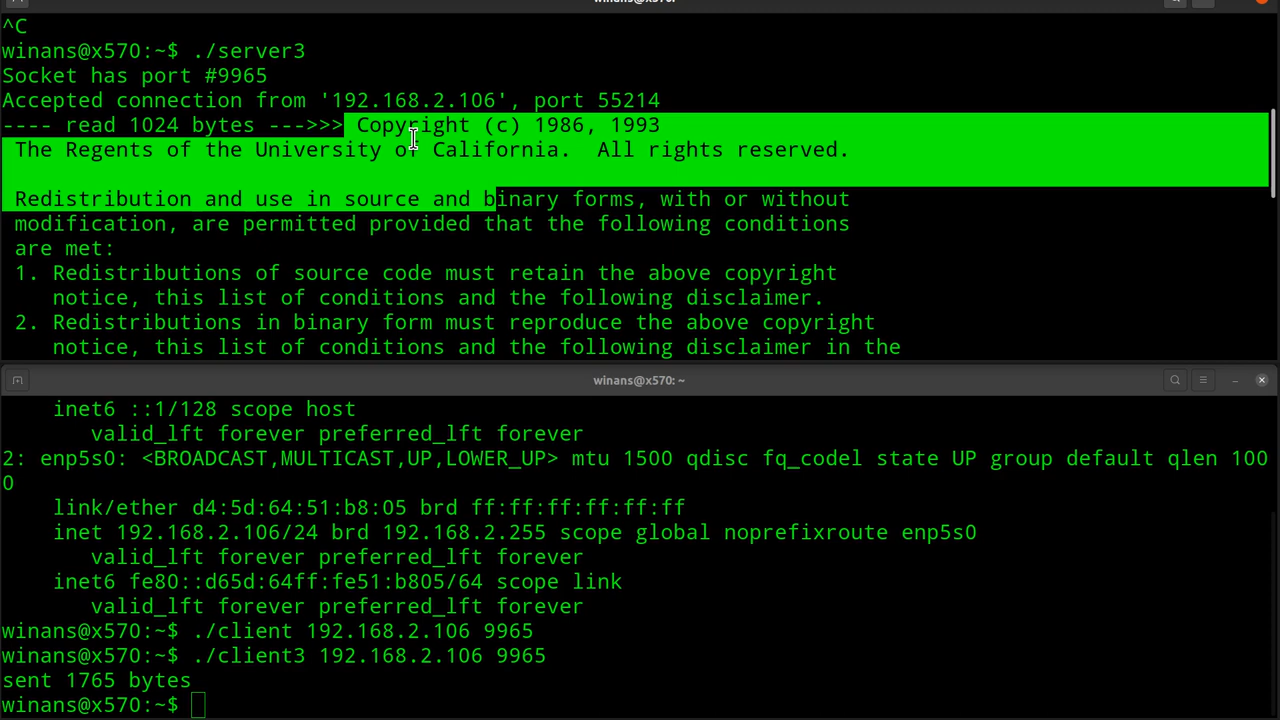 ^C
winans@x570:~$ ./server3
Socket has port #9965
Accepted connection from '192.168.2.106', port 55214
---- read 1024 bytes --->>> Copyright (c) 1986, 1993
The Regents of the University of California.  All rights reserved.
Redistribution and use in source and binary forms, with or without
modification, are permitted provided that the following conditions
are met:
1. Redistributions of source code must retain the above copyright
notice, this list of conditions and the following disclaimer.
2. Redistributions in binary form must reproduce the above copyright
notice, this list of conditions and the following disclaimer in the
winans@x570: ~
inet6 ::1/128 scope host
valid_lft forever preferred_lft forever
2: enp5s0: <BROADCAST,MULTICAST,UP,LOWER_UP> mtu 1500 qdisc fq_codel state UP group default qlen 100
0
link/ether d4:5d:64:51:b8:05 brd ff:ff:ff:ff:ff:ff
inet 192.168.2.106/24 brd 192.168.2.255 scope global noprefixroute enp5s0
valid_lft forever preferred_lft forever
inet6 fe80::d65d:64ff:fe51:b805/64 scope link
valid_lft forever preferred_lft forever
winans@x570:~$ ./client 192.168.2.106 9965
winans@x570:~$ ./client3 192.168.2.106 9965
sent 1765 bytes
winans@x570:~$